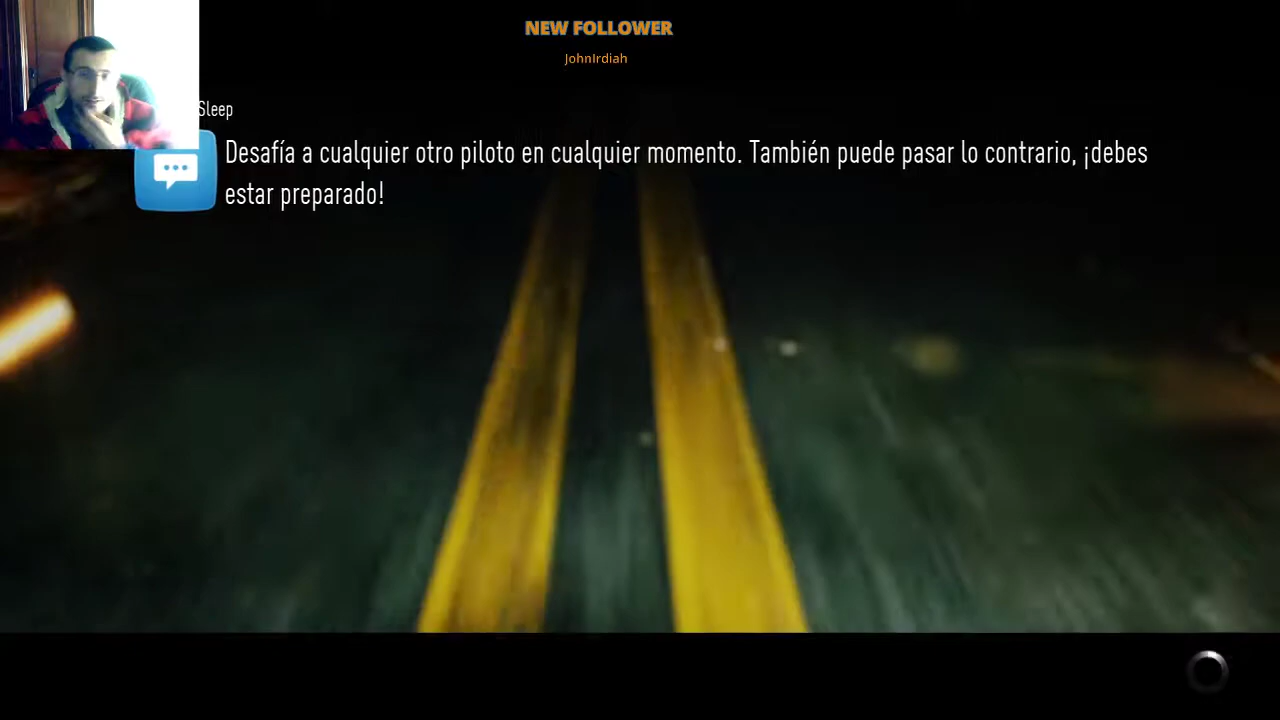 NEW FOLLOWER
JohnIrdiah
Sleep
Desafía a cualquier otro piloto en cualquier momento. También puede pasar lo contrario, ¡debes
estar preparado!